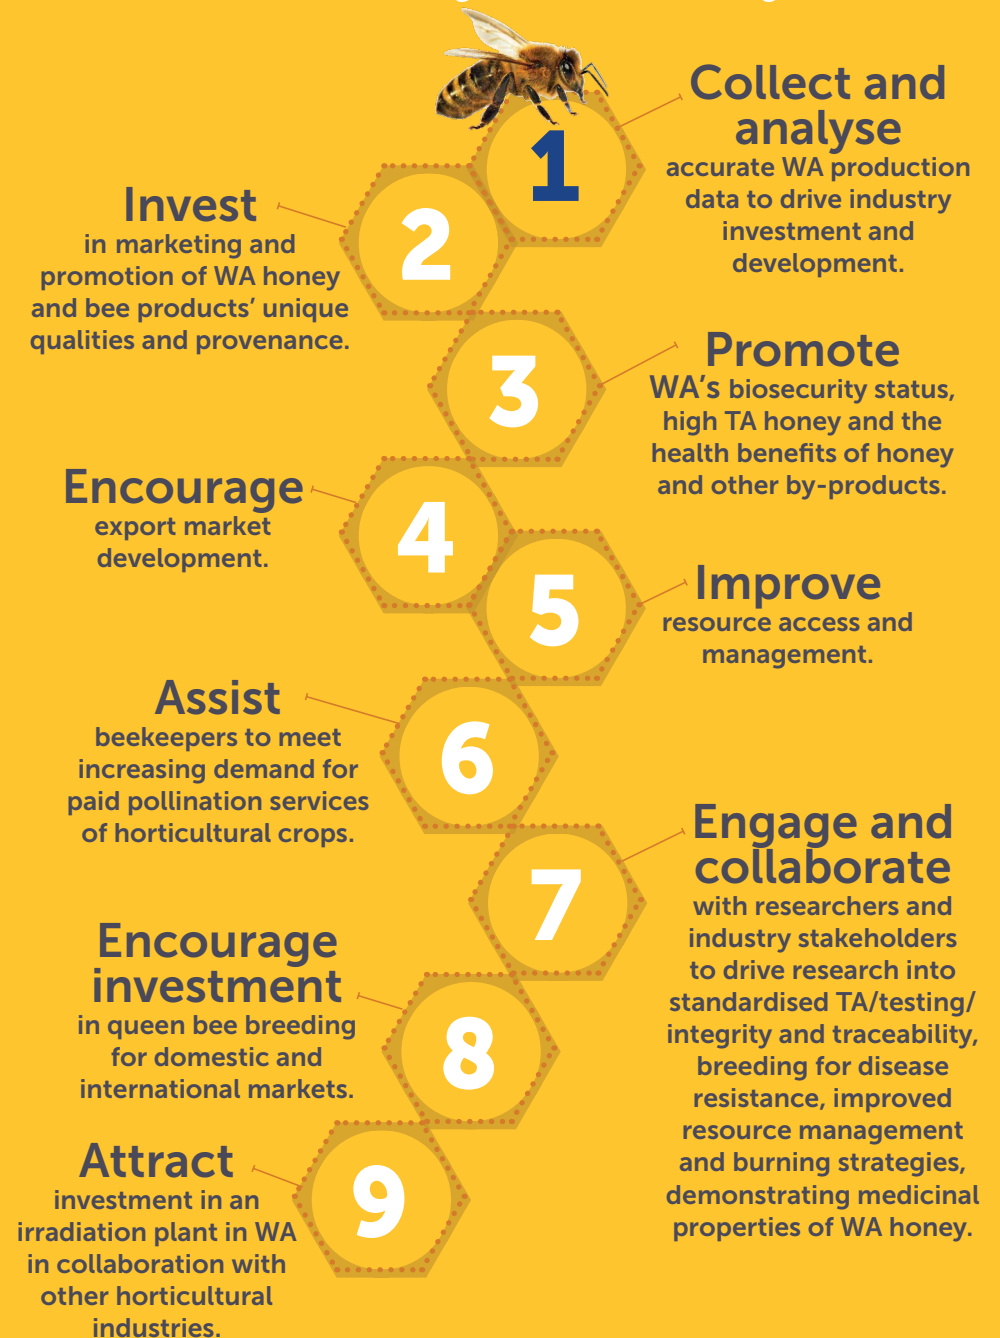 1
Collect and
analyse
accurate WA production
data to drive industry
investment and
development.
2
Invest
in marketing and
promotion of WA honey
and bee products’ unique
qualities and provenance.
3
Promote
WA’s biosecurity status,
high TA honey and the
health benefits of honey
and other by-products.
4
Encourage
export market
development.
5
Improve
resource access and
management.
6
Assist
beekeepers to meet
increasing demand for
paid pollination services
of horticultural crops.
7
Engage and
collaborate
with researchers and
industry stakeholders
to drive research into
standardised TA/testing/
integrity and traceability,
breeding for disease
resistance, improved
resource management
and burning strategies,
demonstrating medicinal
properties of WA honey.
8
Encourage
investment
in queen bee breeding
for domestic and
international markets.
9
Attract
investment in an
irradiation plant in WA
in collaboration with
other horticultural
industries.